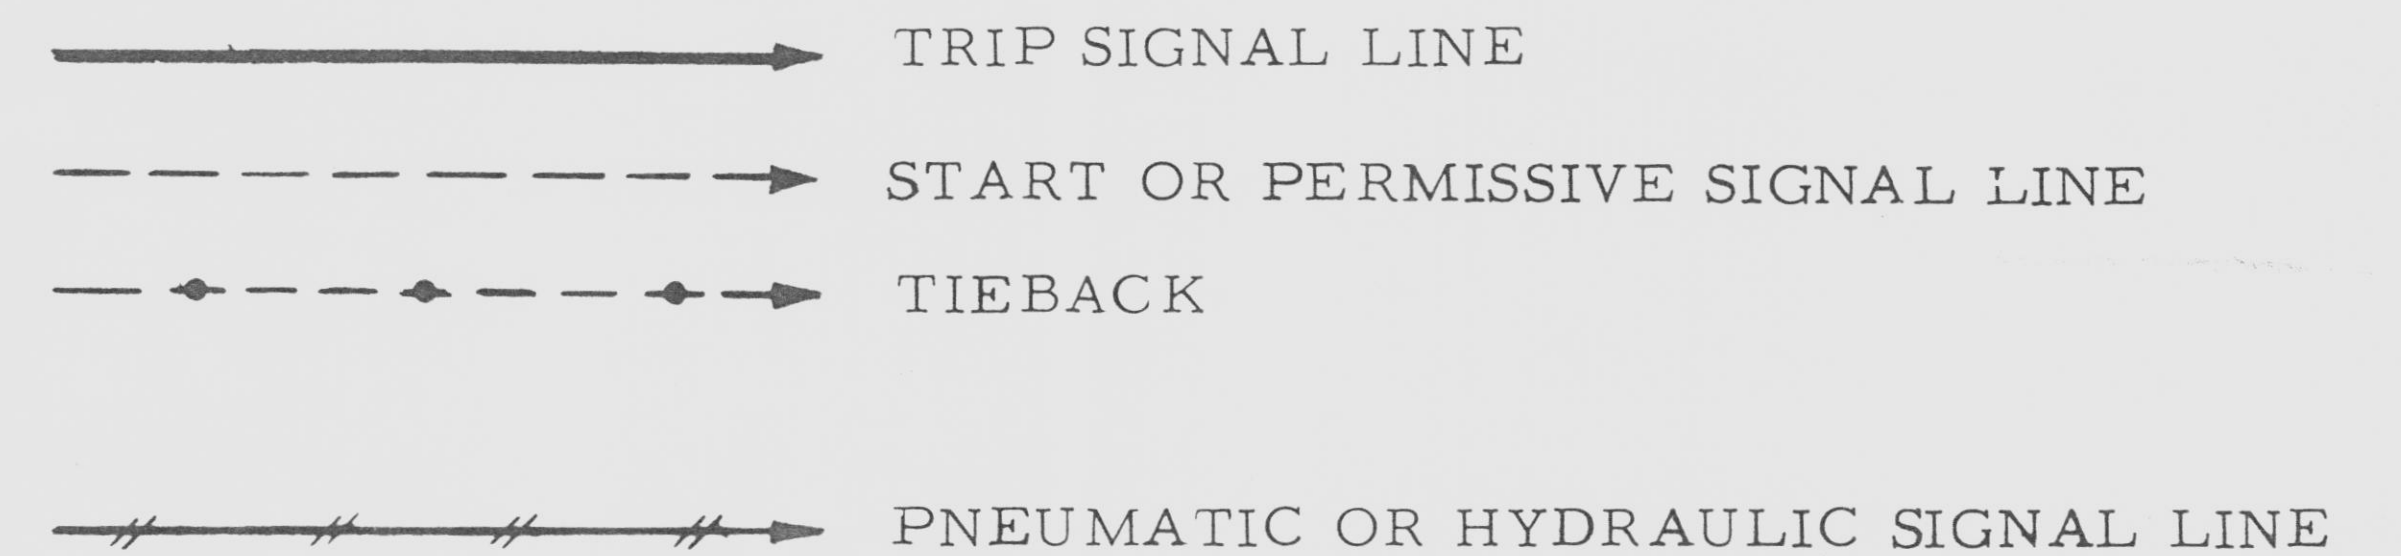 TRIP SIGNAL LINE
START OR PERMISSIVE SIGNAL LINE
TIEBACK
PNEUMATIC OR HYDRAULIC SIGNAL LINE